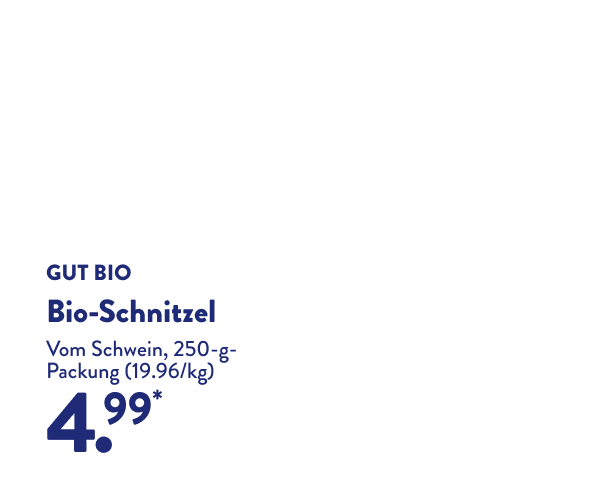 GUT BIO
Bio-Schnitzel
Vom Schwein, 250-g-
Packung (19.96/kg)
4.99*